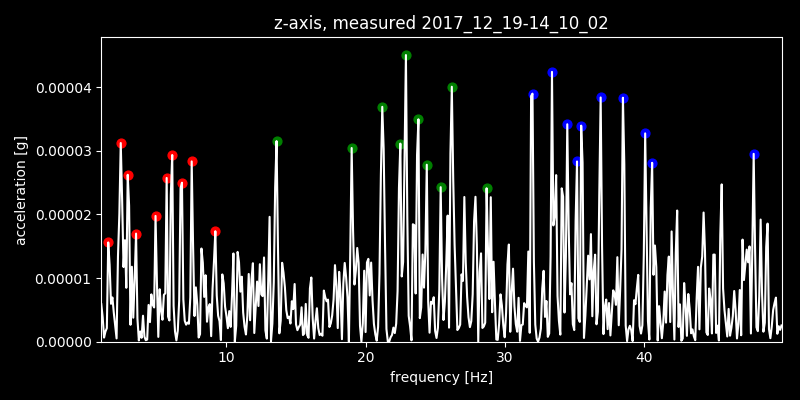 z-axis, measured 2017_12_19-14_10_02
0.00004
0.00003
0.00002
0.00001
0.00000
acceleration [g]
10 20 30 40
frequency [Hz]